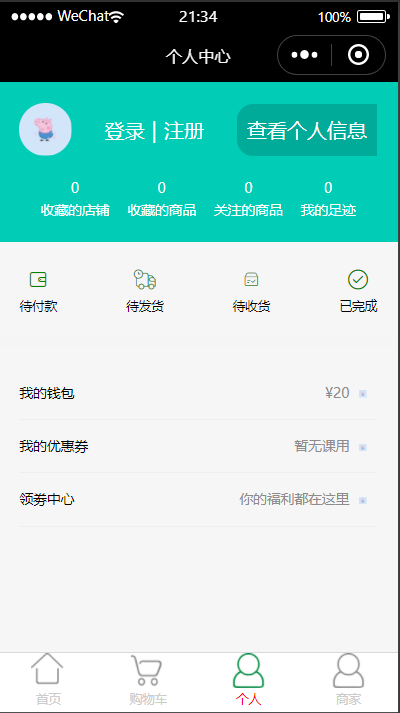 WeChat 21:34 100%
个人中心
登录 | 注册 查看个人信息
0 0 0 0
收藏的店铺 收藏的商品 关注的商品 我的足迹
待付款 待发货 待收货 已完成
我的钱包 ¥20
我的优惠券 暂无课用
领券中心 你的福利都在这里
首页 购物车 个人 商家